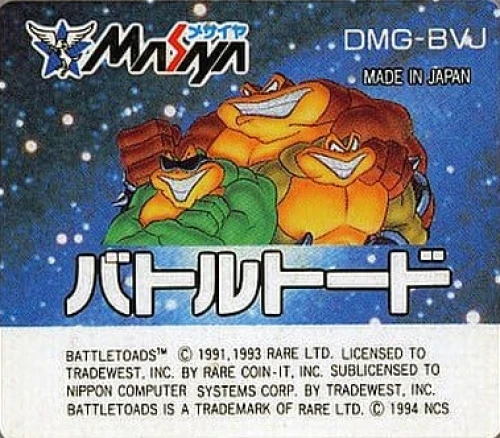 メサイヤ
MASAYA
DMG-BVJ
MADE IN JAPAN
バトルトード
BATTLETOADS™ © 1991,1993 RARE LTD. LICENSED TO
TRADEWEST, INC. BY RARE COIN-IT, INC. SUBLICENSED TO
NIPPON COMPUTER SYSTEMS CORP. BY TRADEWEST, INC.
BATTLETOADS IS A TRADEMARK OF RARE LTD. © 1994 NCS